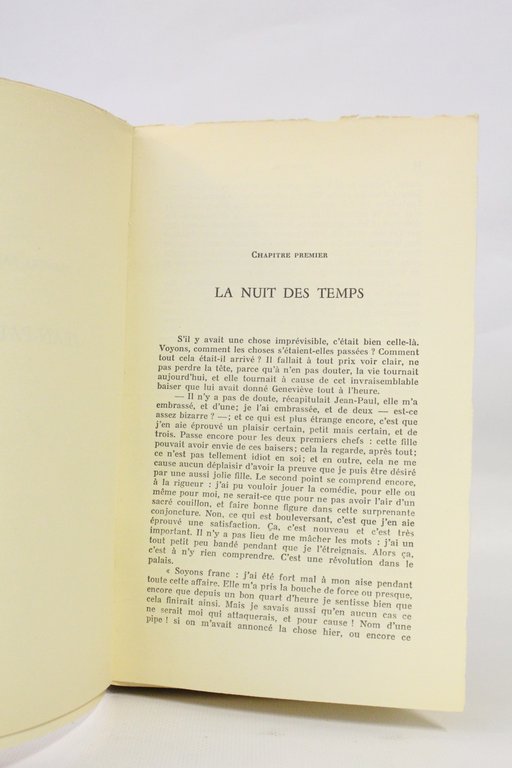 CHAPITRE PREMIER
LA NUIT DES TEMPS
S'il y avait une chose imprévisible, c'était bien celle-là.
Voyons, comment les choses s'étaient-elles passées ? Comment
tout cela était-il arrivé ? Il fallait à tout prix voir clair, ne
pas perdre la tête, parce qu'à n'en pas douter, la vie tournait
aujourd'hui, et elle tournait à cause de cet invraisemblable
baiser que lui avait donné Geneviève tout à l'heure.
— Il n'y a pas de doute, récapitulait Jean-Paul, elle m'a
embrassé, et d'une; je l'ai embrassée, et de deux — est-ce
assez bizarre ? —; et ce qui est plus étrange encore, c'est que
j'en aie éprouvé un plaisir certain, petit mais certain, et de
trois. Passe encore pour les deux premiers chefs : cette fille
pouvait avoir envie de ces baisers; cela la regarde, après tout;
ce n'est pas tellement idiot en soi; et en outre, cela ne me
cause aucun déplaisir d'avoir la preuve que je puis être désiré
par une aussi jolie fille. Le second point se comprend encore,
à la rigueur : j'ai pu vouloir jouer la comédie, pour elle ou
même pour moi, ne serait-ce que pour ne pas avoir l'air d'un
sacré couillon, et faire bonne figure dans cette surprenante
conjoncture. Non, ce qui est bouleversant, c'est que j'en aie
éprouvé une satisfaction. Ça, c'est nouveau et c'est très
important. Il n'y a pas lieu de me mâcher les mots : j'ai un
tout petit peu bandé pendant que je l'étreignais. Alors ça,
c'est à n'y rien comprendre. C'est une révolution dans le
palais.
« Soyons franc : j'ai été fort mal à mon aise pendant
toute cette affaire. Elle m'a pris la bouche de force ou presque,
encore que depuis un bon quart d'heure je sentisse bien que
cela finirait ainsi. Mais je savais aussi qu'en aucun cas ce
ne serait moi qui attaquerais, et pour cause ! Nom d'une
pipe ! si on m'avait annoncé la chose hier, ou encore ce